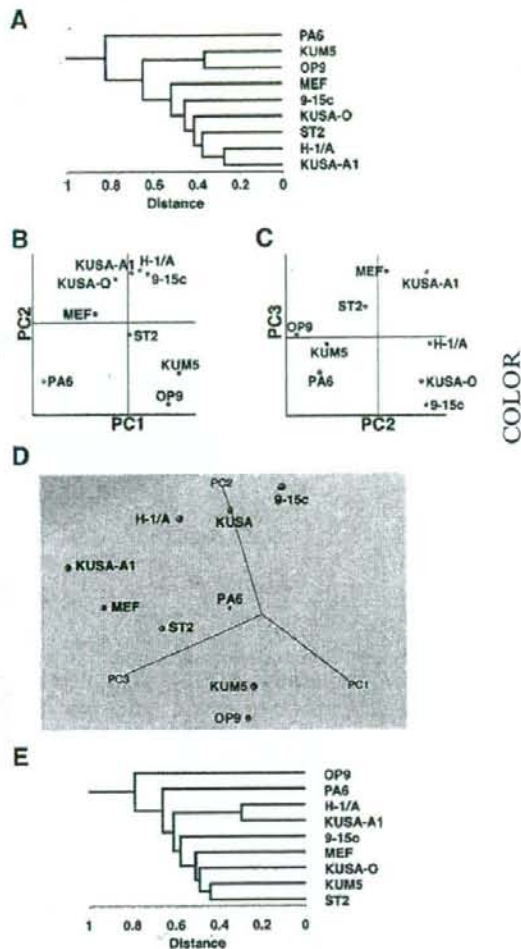 A
PA6
KUM5
OP9
MEF
9-15c
KUSA-O
ST2
H-1/A
KUSA-A1
1 0.8 0.6 0.4 0.2 0
Distance
B
KUSA-A1 H-1/A
KUSA-O 9-15c
MEF
ST2
KUM5
PA6
OP9
PC2
PC1
C
MEF
KUSA-A1
ST2
OP9
KUM5
H-1/A
PA6
KUSA-O
9-15c
PC3
PC2
COLOR
D
PC2
9-15c
H-1/A
KUSA
KUSA-A1
MEF
PA6
ST2
PC3
KUM5
PC1
OP9
E
OP9
PA6
H-1/A
KUSA-A1
9-15c
MEF
KUSA-O
KUM5
ST2
1 0.8 0.6 0.4 0.2 0
Distance